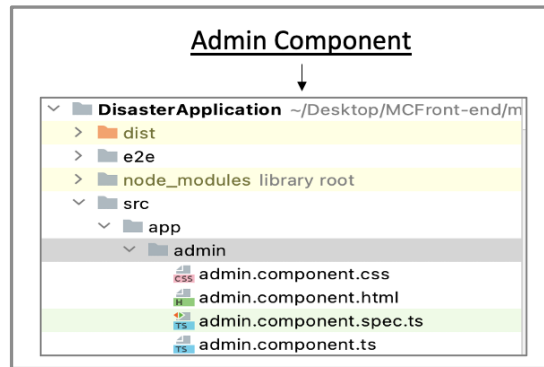 Admin Component
DisasterApplication ~/Desktop/MCFront-end/m
dist
e2e
node_modules library root
src
app
admin
CSS admin.component.css
H admin.component.html
TS admin.component.spec.ts
TS admin.component.ts